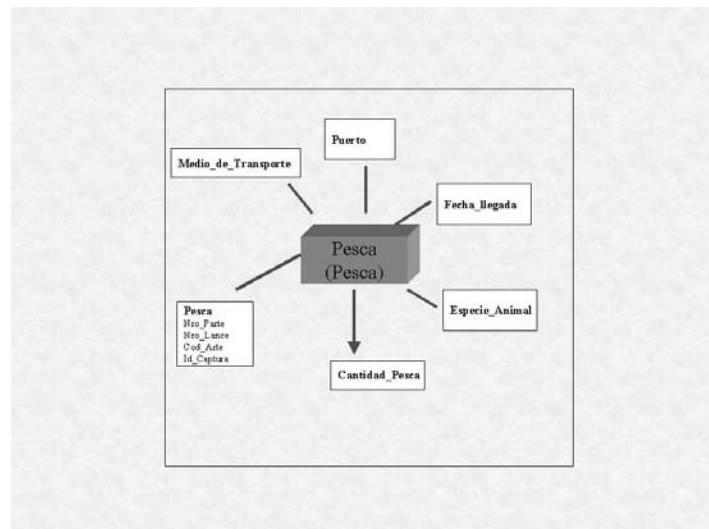 Puerto
Medio_de_Transporte
Fecha_llegada
Pesca
(Pesca)
Pesca
Nro_Parte
Nro_Lance
Cod_Arte
Id_Captura
Especie_Animal
Cantidad_Pesca